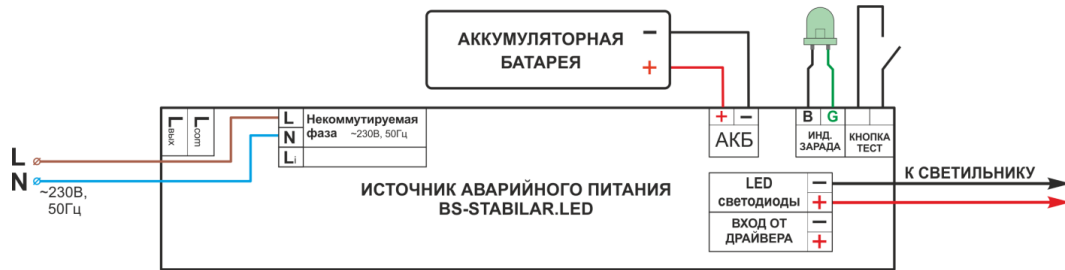 АККУМУЛЯТОРНАЯ −
БАТАРЕЯ +
Lвых
Lcom
L Некоммутируемая
N фаза ~230В, 50Гц
Li
+ −
АКБ
B G
ИНД.
ЗАРАДА
КНОПКА
ТЕСТ
L
N
~230В,
50Гц
ИСТОЧНИК АВАРИЙНОГО ПИТАНИЯ
BS-STABILAR.LED
LED −
светодиоды +
ВХОД ОТ −
ДРАЙВЕРА +
К СВЕТИЛЬНИКУ